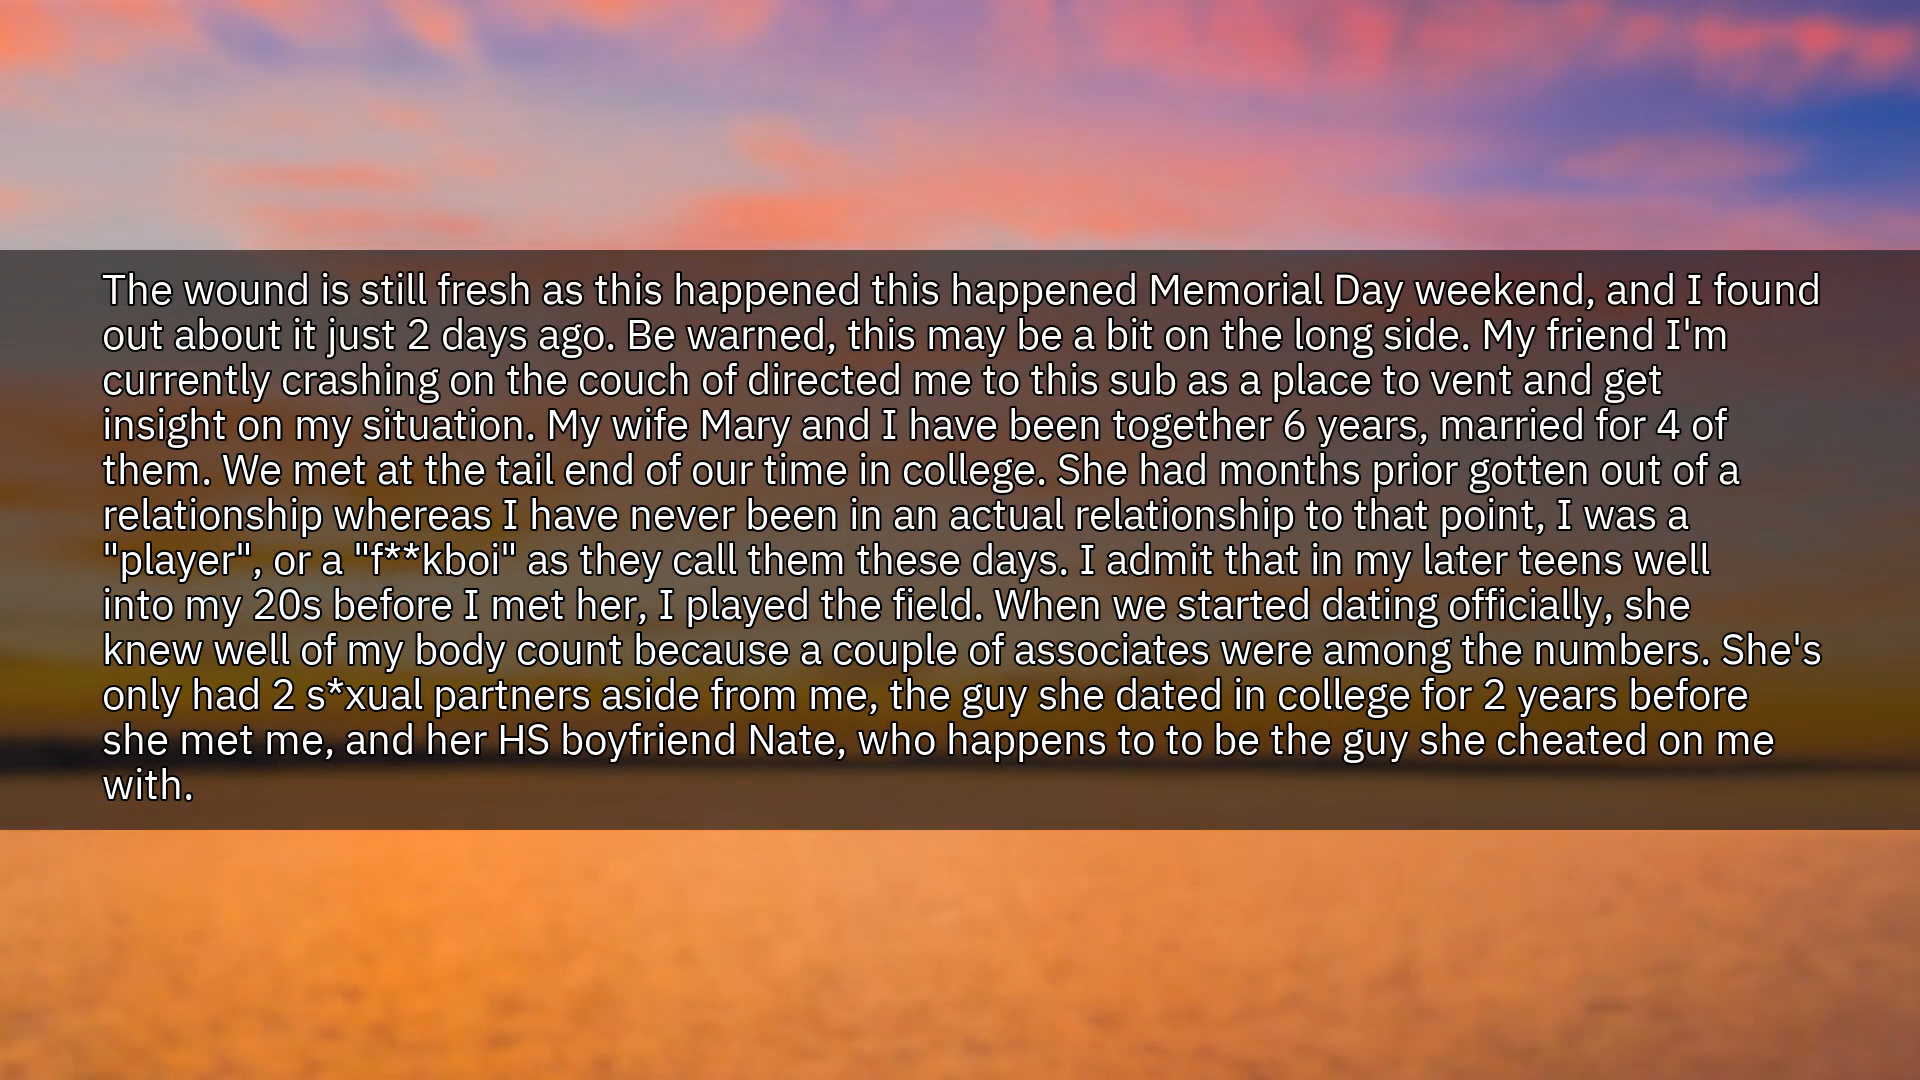 The wound is still fresh as this happened this happened Memorial Day weekend, and I found
out about it just 2 days ago. Be warned, this may be a bit on the long side. My friend I'm
currently crashing on the couch of directed me to this sub as a place to vent and get
insight on my situation. My wife Mary and I have been together 6 years, married for 4 of
them. We met at the tail end of our time in college. She had months prior gotten out of a
relationship whereas I have never been in an actual relationship to that point, I was a
"player", or a "f**kboi" as they call them these days. I admit that in my later teens well
into my 20s before I met her, I played the field. When we started dating officially, she
knew well of my body count because a couple of associates were among the numbers. She's
only had 2 s*xual partners aside from me, the guy she dated in college for 2 years before
she met me, and her HS boyfriend Nate, who happens to to be the guy she cheated on me
with.